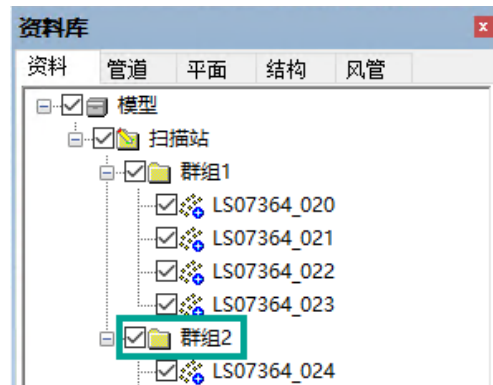 资料库
资料 管道 平面 结构 风管
模型
扫描站
群组1
LS07364_020
LS07364_021
LS07364_022
LS07364_023
群组2
LS07364_024